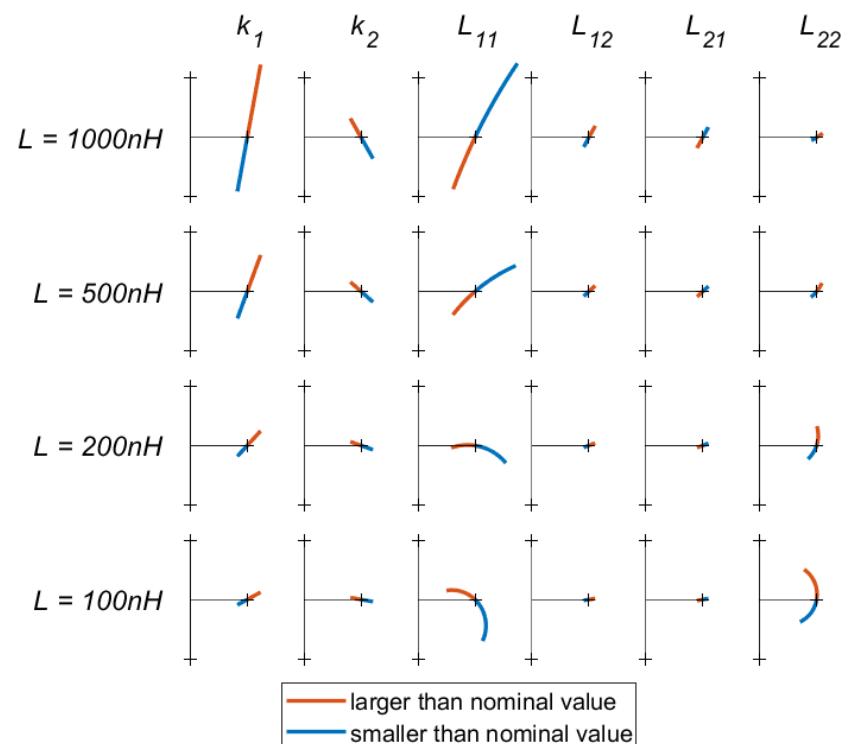 k1 k2 L11 L12 L21 L22
L = 1000nH
L = 500nH
L = 200nH
L = 100nH
larger than nominal value
smaller than nominal value